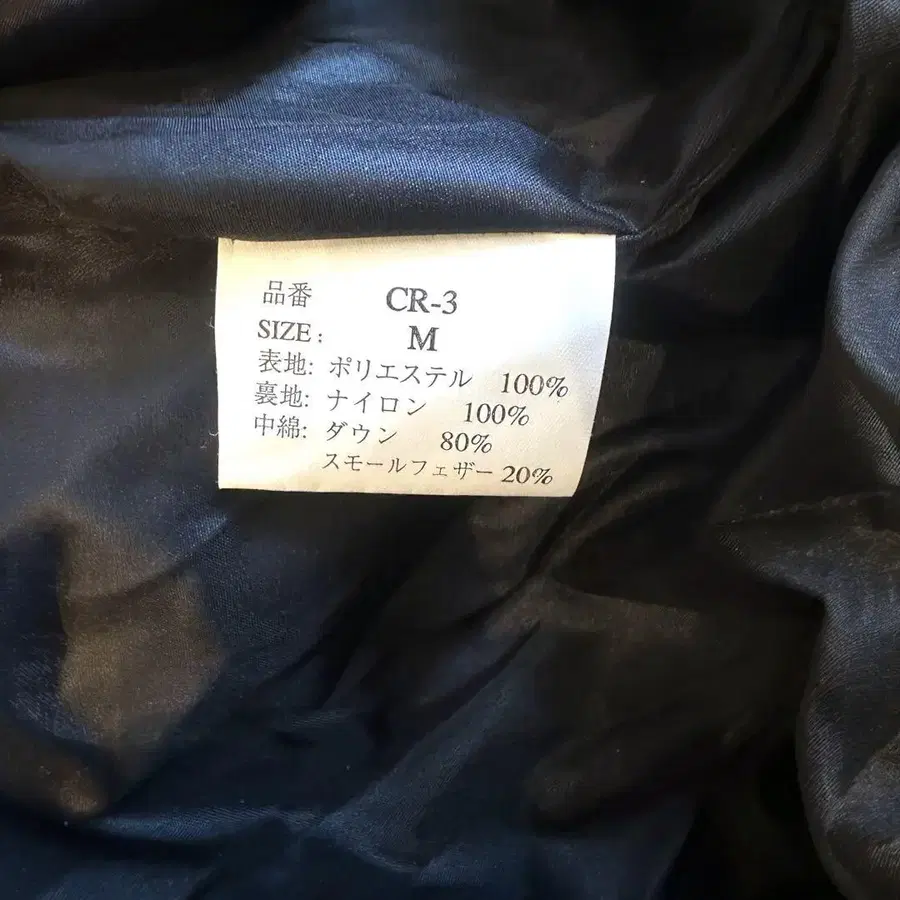 品番 CR-3
SIZE: M
表地: ポリエステル 100%
裏地: ナイロン 100%
中綿: ダウン 80%
スモールフェザー 20%